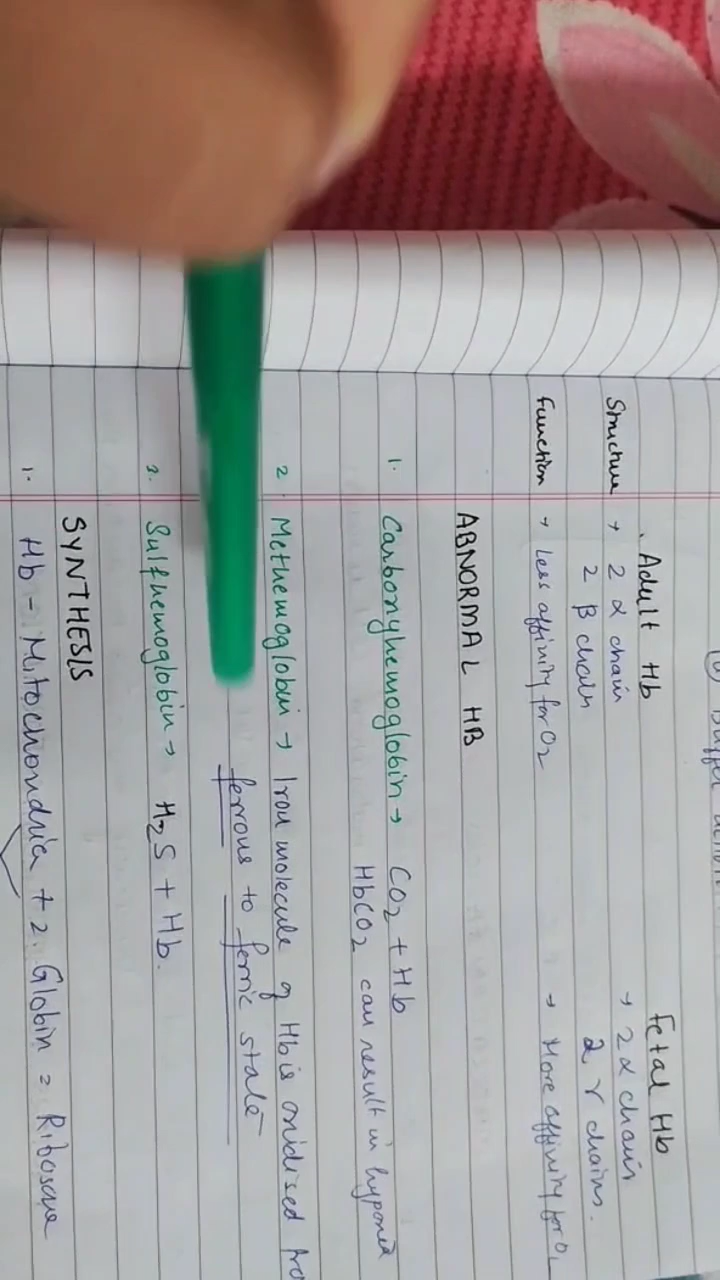 Adult Hb Fetal Hb
Structure → 2 α chain → 2 α chain
2 β chain 2 γ chains.
Function → Less affinity for O2 → More affinity for O2
ABNORMAL HB
1. Carbonyhemoglobin → CO2 + Hb
HbCO2 can result in hypoxia
2. Methemoglobin → Iron molecule of Hb is oxidised
ferrous to ferric state
3. Sulfhemoglobin → H2S + Hb.
SYNTHESIS
1. Hb - Mitochondria + 2. Globin = Ribosome